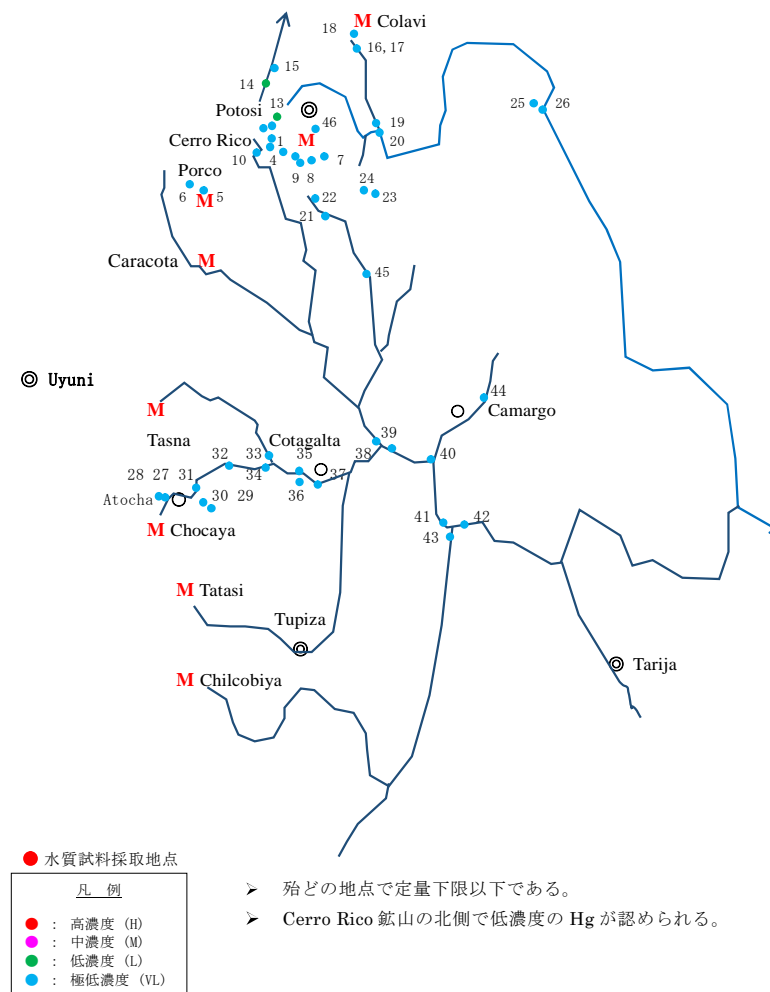 18 M Colavi
16,17
15
14
13
Potosi
46
19
20
25 26
Cerro Rico 1 M
10 4 9 8 7
Porco
6 M 5
24
23
22
21
Caracota M
45
◎ Uyuni
M
44
Camargo
Tasna
Cotagalta
39
38
40
32 33 35
34
37
36
28 27 31
Atocha
30 29
M Chocaya
41 42
43
M Tatasi
Tupiza
Tarija
M Chilcobiya
● 水質試料採取地点
凡 例
● : 高濃度 (H)
● : 中濃度 (M)
● : 低濃度 (L)
● : 極低濃度 (VL)
➢ 殆どの地点で定量下限以下である。
➢ Cerro Rico 鉱山の北側で低濃度の Hg が認められる。